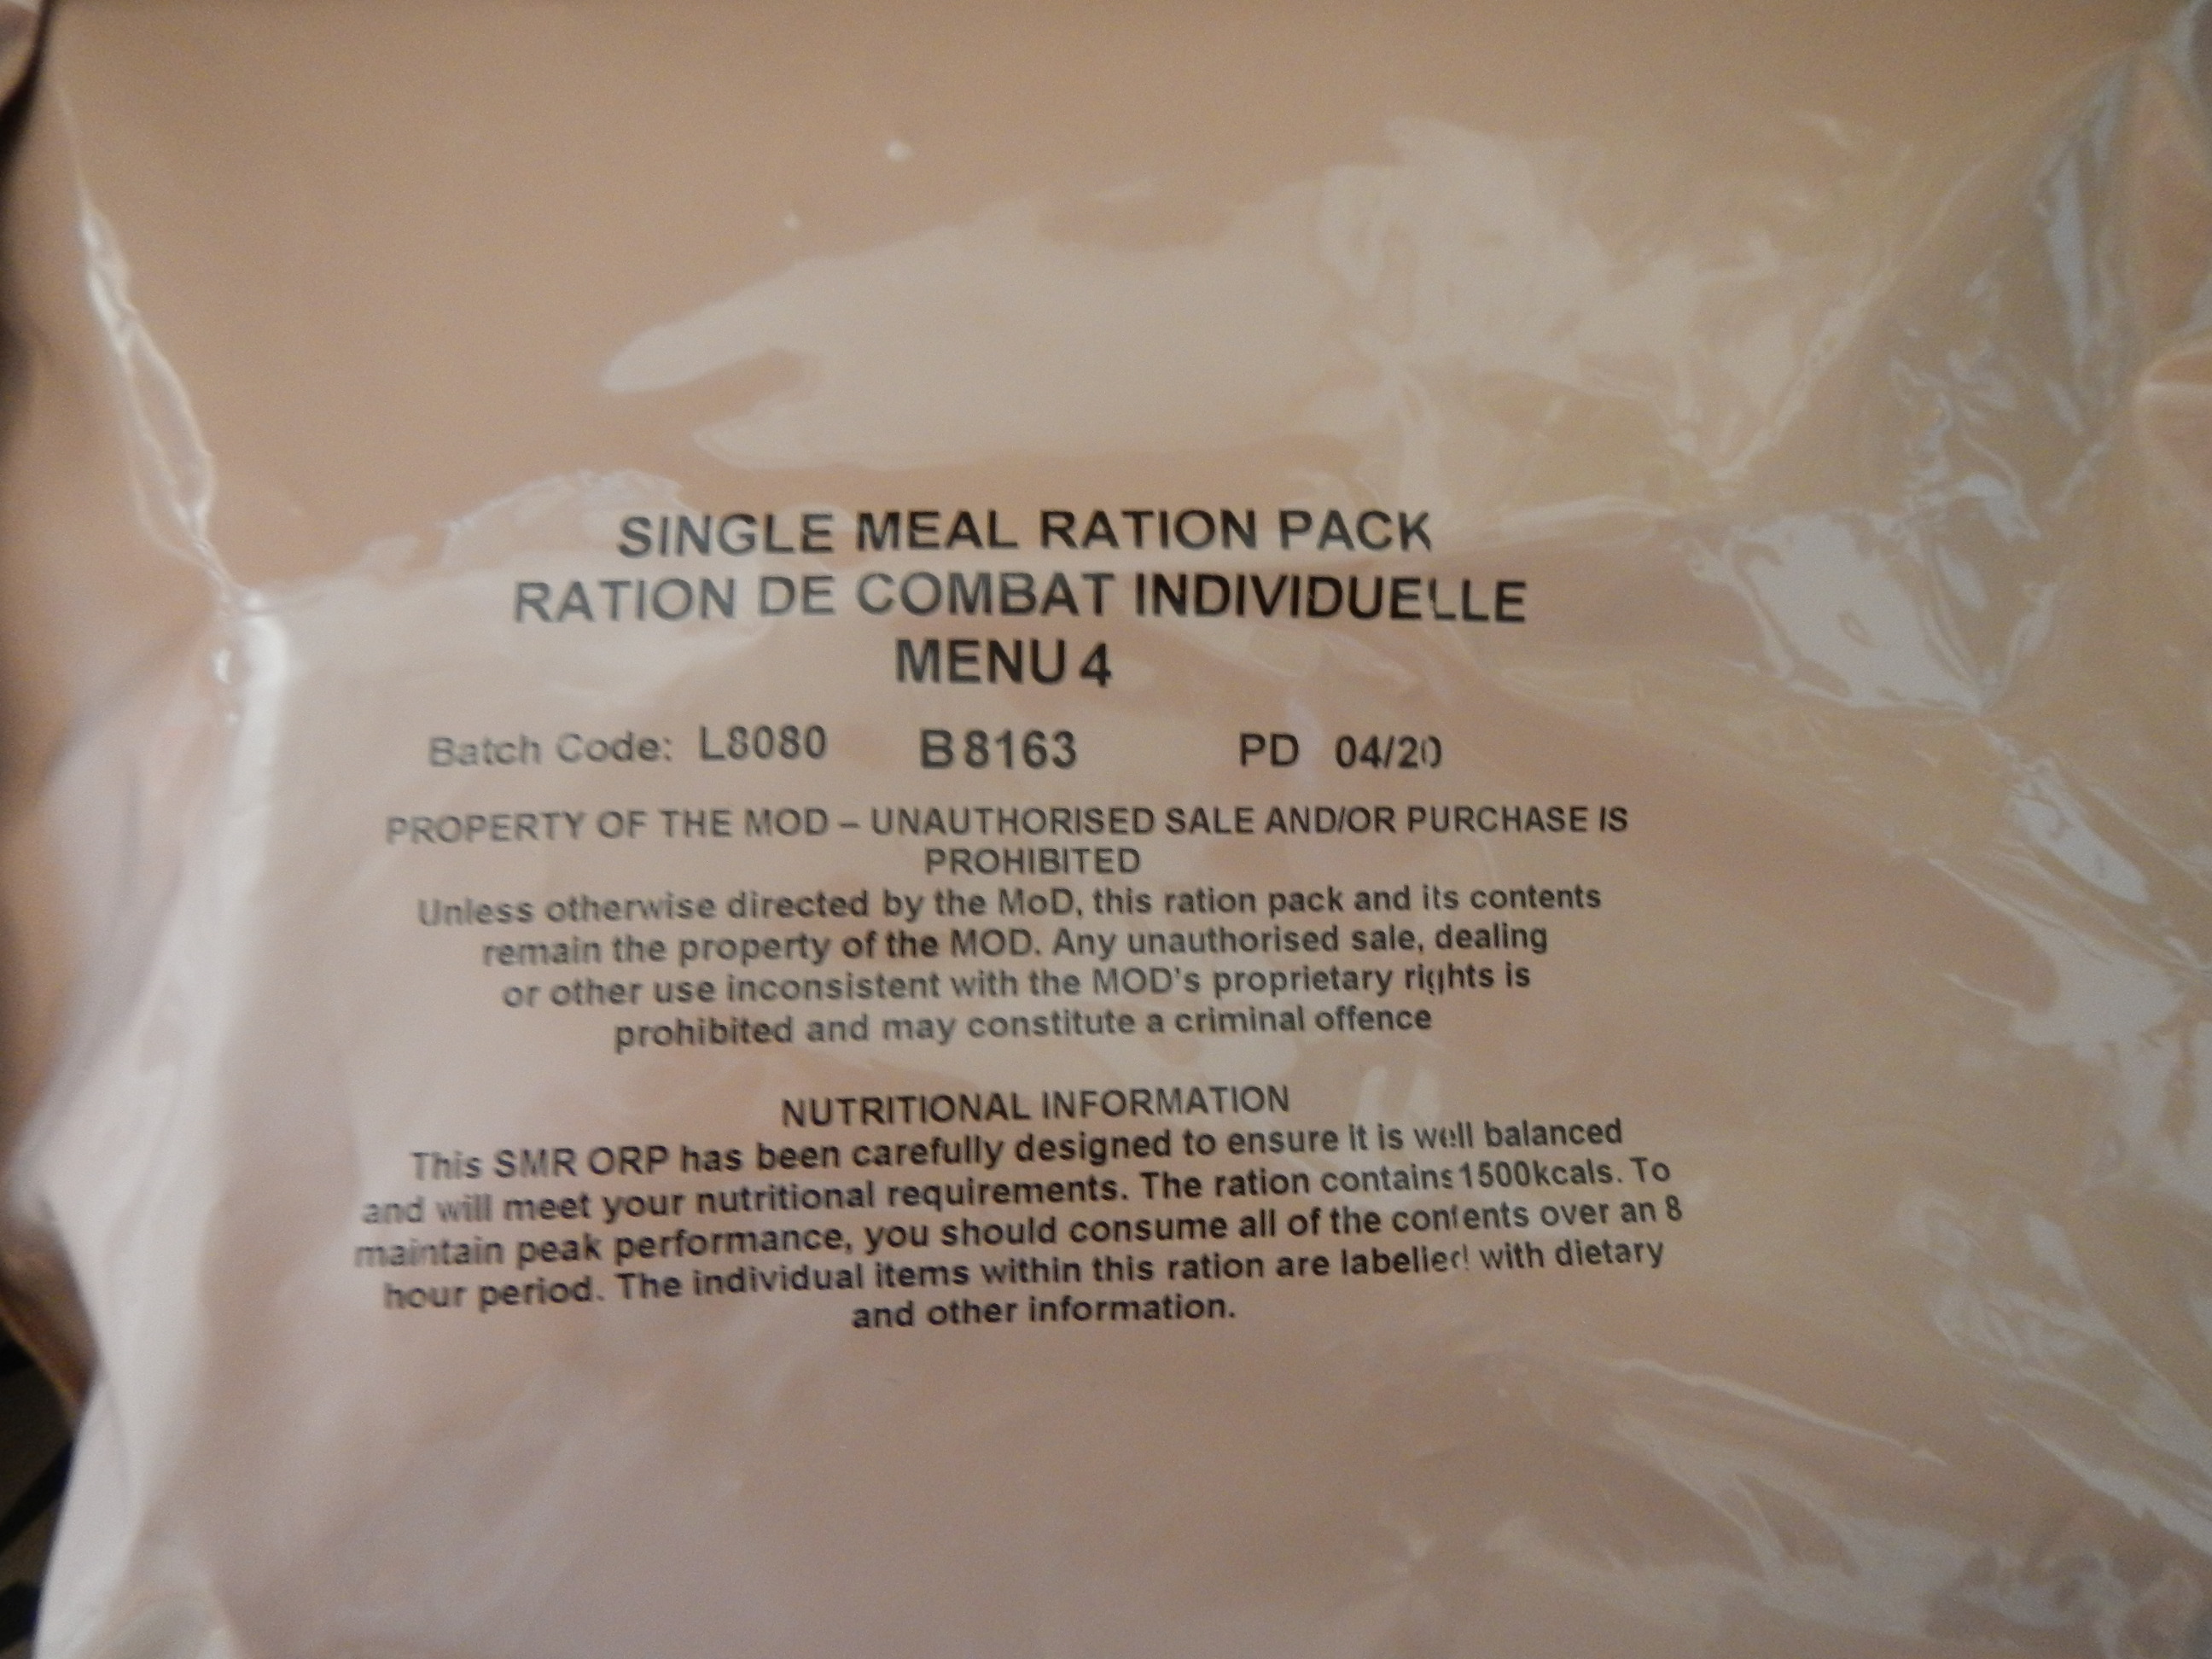 SINGLE MEAL RATION PACK
RATION DE COMBAT INDIVIDUELLE
MENU 4
Batch Code: L8080 B8163 PD 04/20
PROPERTY OF THE MOD – UNAUTHORISED SALE AND/OR PURCHASE IS
PROHIBITED
Unless otherwise directed by the MoD, this ration pack and its contents
remain the property of the MOD. Any unauthorised sale, dealing
or other use inconsistent with the MOD's proprietary rights is
prohibited and may constitute a criminal offence
NUTRITIONAL INFORMATION
This SMR ORP has been carefully designed to ensure it is well balanced
and will meet your nutritional requirements. The ration contains 1500kcals. To
maintain peak performance, you should consume all of the contents over an 8
hour period. The individual items within this ration are labelled with dietary
and other information.